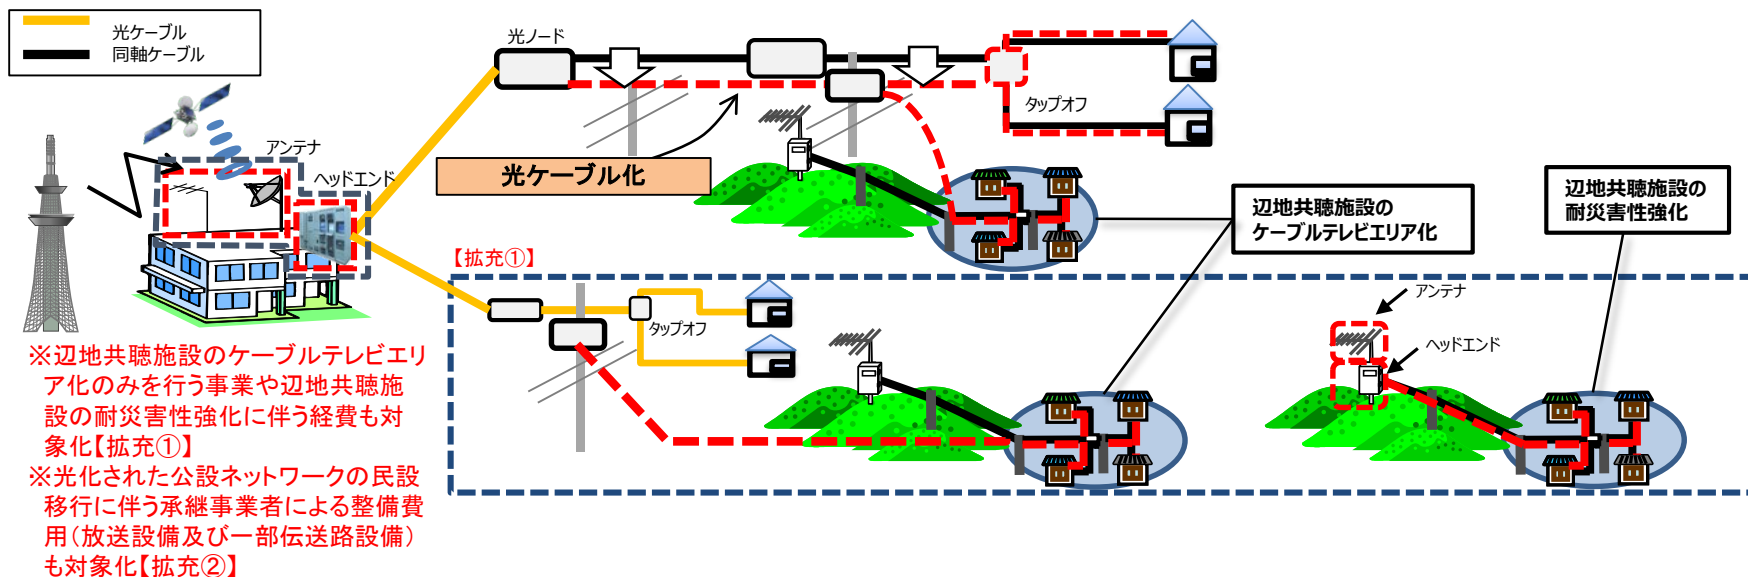 光ケーブル
同軸ケーブル
光ノード
アンテナ
ヘッドエンド
タップオフ
光ケーブル化
辺地共聴施設の
ケーブルテレビエリア化
辺地共聴施設の
耐災害性強化
【拡充①】
タップオフ
アンテナ
ヘッドエンド
※辺地共聴施設のケーブルテレビエリ
ア化のみを行う事業や辺地共聴施
設の耐災害性強化に伴う経費も対
象化【拡充①】
※光化された公設ネットワークの民設
移行に伴う承継事業者による整備費
用(放送設備及び一部伝送路設備)
も対象化【拡充②】